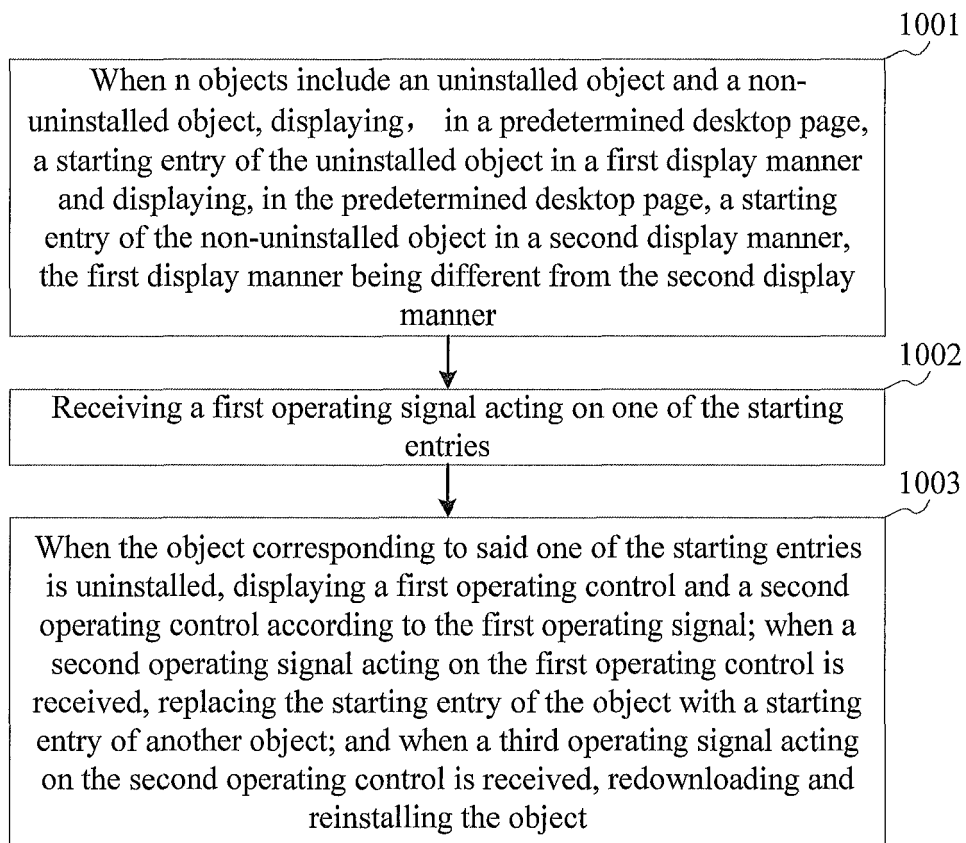 1001
When n objects include an uninstalled object and a non-
uninstalled object, displaying， in a predetermined desktop page,
a starting entry of the uninstalled object in a first display manner
and displaying, in the predetermined desktop page, a starting
entry of the non-uninstalled object in a second display manner,
the first display manner being different from the second display
manner
1002
Receiving a first operating signal acting on one of the starting
entries
1003
When the object corresponding to said one of the starting entries
is uninstalled, displaying a first operating control and a second
operating control according to the first operating signal; when a
second operating signal acting on the first operating control is
received, replacing the starting entry of the object with a starting
entry of another object; and when a third operating signal acting
on the second operating control is received, redownloading and
reinstalling the object